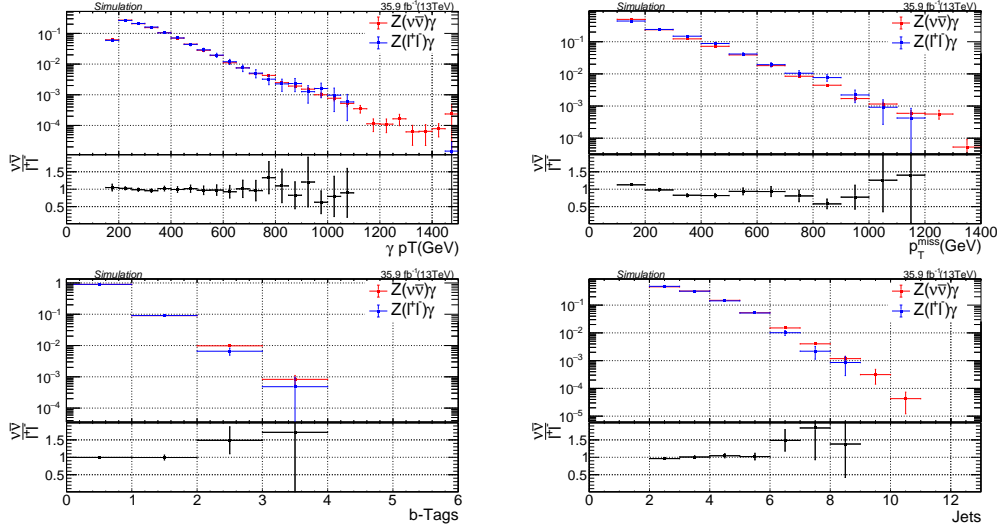 Simulation 35.9 fb⁻¹(13TeV)
Z(νν̅)γ
Z(l⁺l⁻)γ
10⁻¹
10⁻²
10⁻³
10⁻⁴
νν̅
l⁺l⁻
1.5
1
0.5
0 200 400 600 800 1000 1200 1400
γ pT(GeV)
Simulation 35.9 fb⁻¹(13TeV)
Z(νν̅)γ
Z(l⁺l⁻)γ
10⁻¹
10⁻²
10⁻³
10⁻⁴
νν̅
l⁺l⁻
1.5
1
0.5
0 200 400 600 800 1000 1200 1400
p_T^miss(GeV)
Simulation 35.9 fb⁻¹(13TeV)
Z(νν̅)γ
Z(l⁺l⁻)γ
1
10⁻¹
10⁻²
10⁻³
10⁻⁴
νν̅
l⁺l⁻
1.5
1
0.5
0 1 2 3 4 5 6
b-Tags
Simulation 35.9 fb⁻¹(13TeV)
Z(νν̅)γ
Z(l⁺l⁻)γ
10⁻¹
10⁻²
10⁻³
10⁻⁴
10⁻⁵
νν̅
l⁺l⁻
1.5
1
0.5
0 2 4 6 8 10 12
Jets